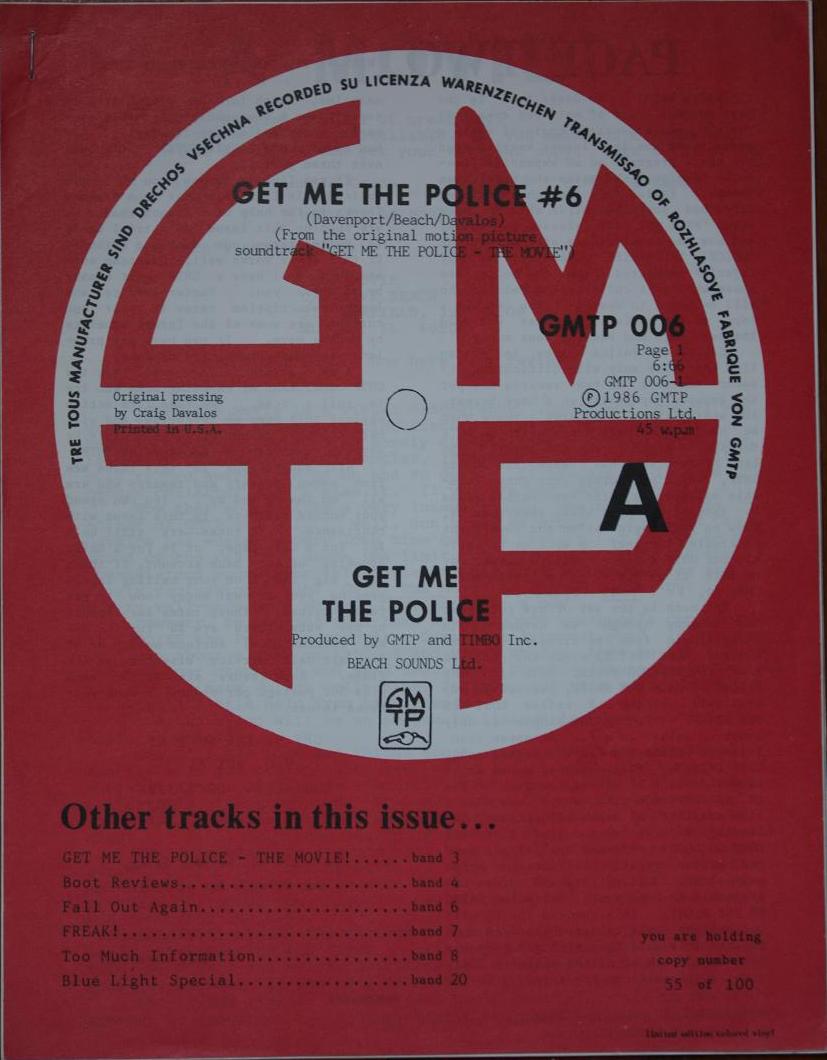 TRE TOUS MANUFACTURER SIND DRECHOS VSECHNA RECORDED SU LICENZA WARENZEICHEN TRANSMISSAO OF ROZHLASOVE FABRIQUE VON GMTP
GMTP
GET ME THE POLICE #6
(Davenport/Beach/Davalos)
(From the original motion picture
soundtrack "GET ME THE POLICE - THE MOVIE")
GMTP 006
Page 1
6:66
GMTP 006-1
℗1986 GMTP
Productions Ltd.
45 w.p.m
Original pressing
by Craig Davalos
Printed in U.S.A.
A
GET ME
THE POLICE
Produced by GMTP and TIMBO Inc.
BEACH SOUNDS Ltd.
GM
TP
Other tracks in this issue...
GET ME THE POLICE - THE MOVIE!......band 3
Boot Reviews........................band 4
Fall Out Again......................band 6
FREAK!..............................band 7
Too Much Information................band 8
Blue Light Special..................band 20
you are holding
copy number
55 of 100
limited edition colored vinyl